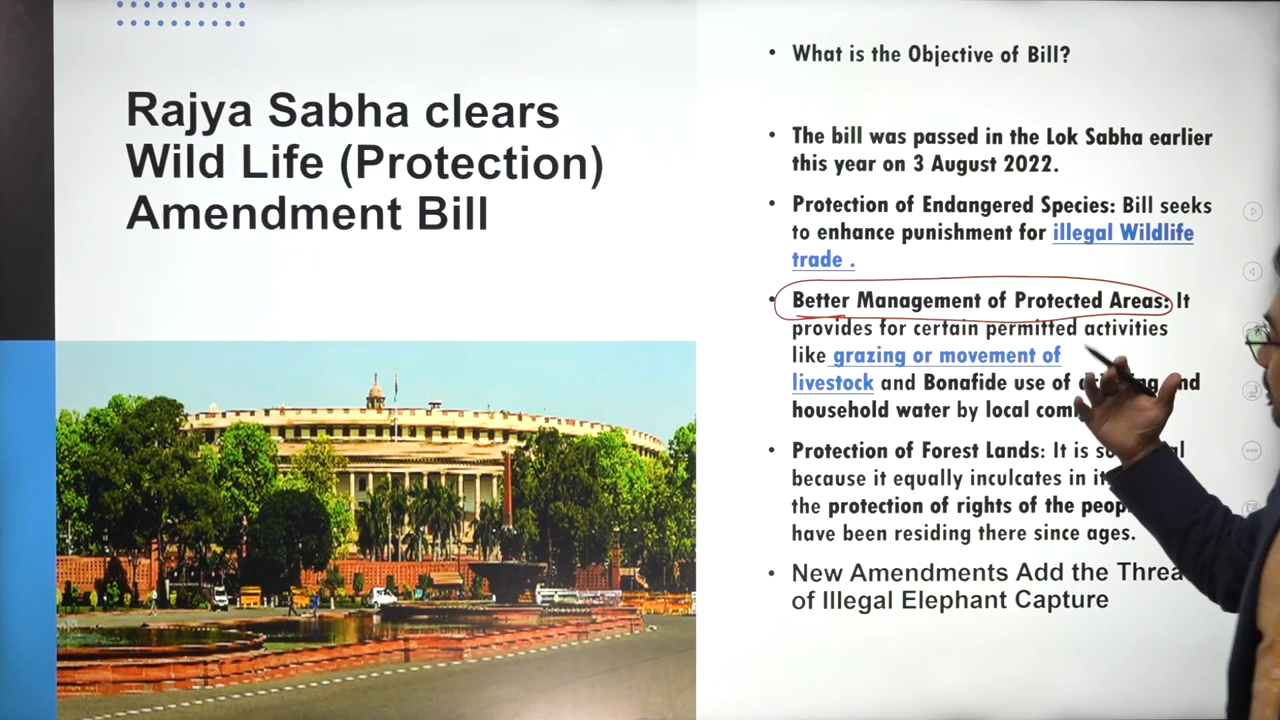 Rajya Sabha clears
Wild Life (Protection)
Amendment Bill
• What is the Objective of Bill?
• The bill was passed in the Lok Sabha earlier
this year on 3 August 2022.
• Protection of Endangered Species: Bill seeks
to enhance punishment for illegal Wildlife
trade .
• Better Management of Protected Areas: It
provides for certain permitted activities
like grazing or movement of
livestock and Bonafide use of and
household water by local
• Protection of Forest Lands: It is
because it equally inculcates in
the protection of rights of the
have been residing there since ages.
• New Amendments Add the
of Illegal Elephant Capture